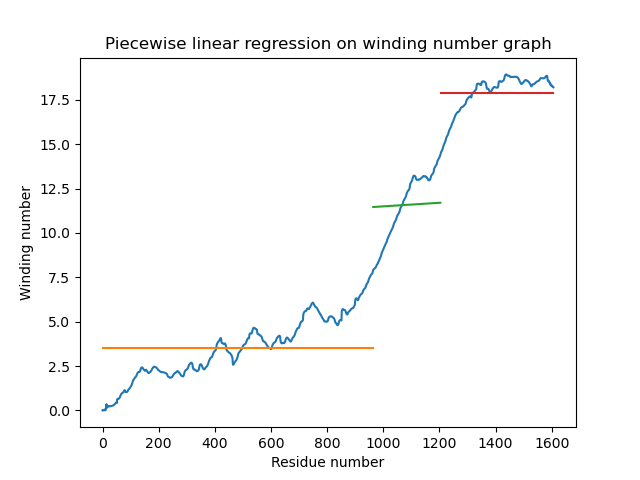 Piecewise linear regression on winding number graph
17.5
15.0
12.5
10.0
7.5
5.0
2.5
0.0
Winding number
0 200 400 600 800 1000 1200 1400 1600
Residue number